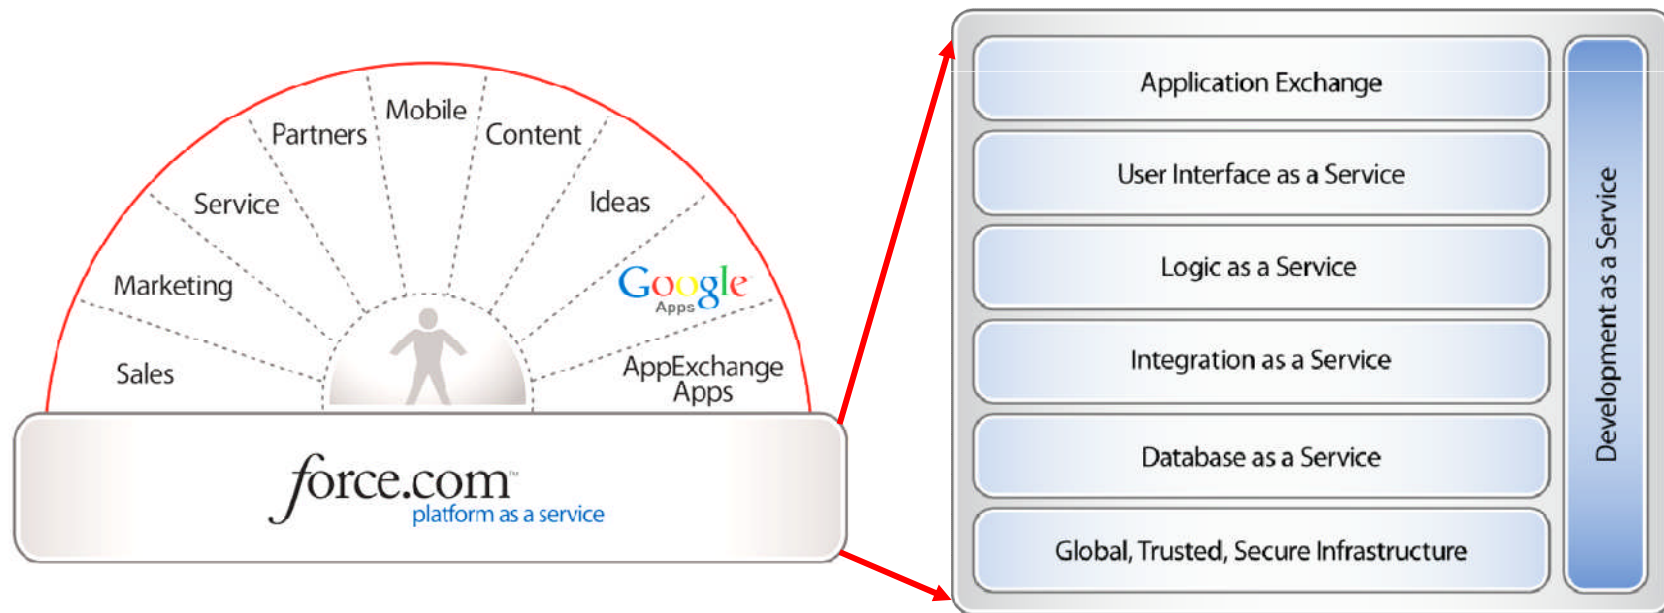 Mobile
Partners
Content
Service
Ideas
Marketing
Google
Apps
Sales
AppExchange
Apps
force.com™
platform as a service
Application Exchange
User Interface as a Service
Logic as a Service
Integration as a Service
Database as a Service
Global, Trusted, Secure Infrastructure
Development as a Service